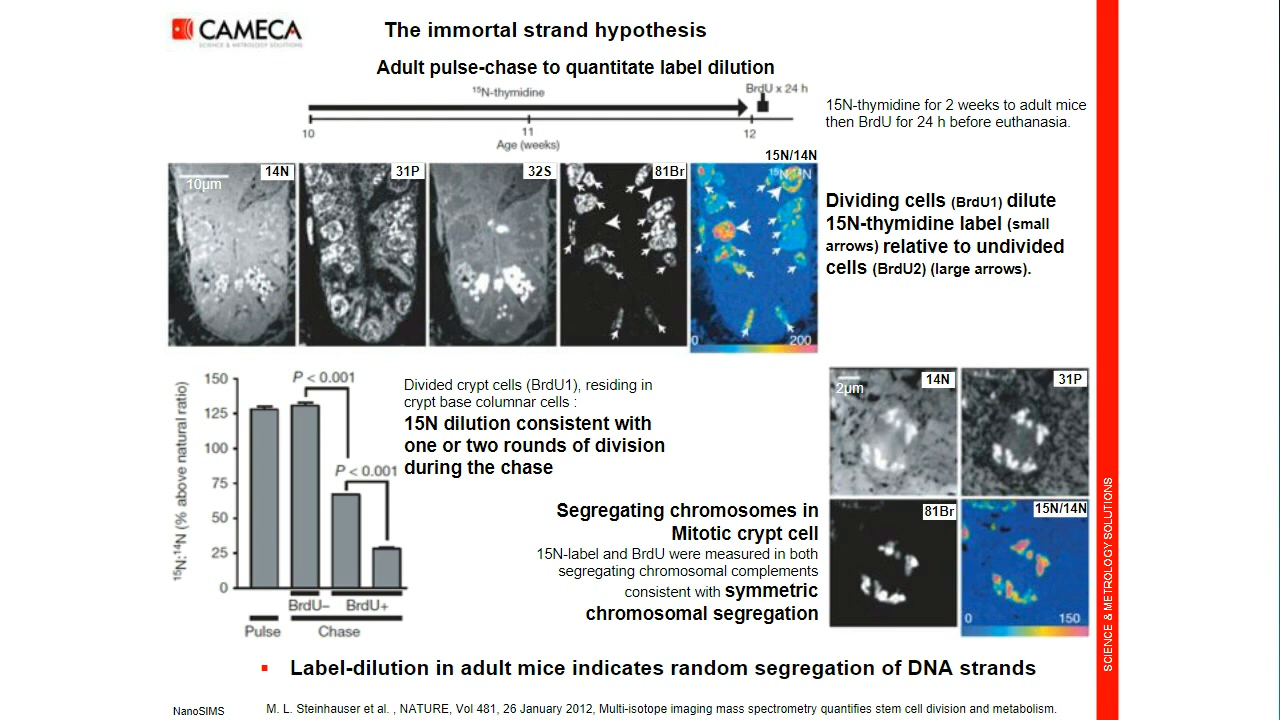 CAMECA
SCIENCE & METROLOGY SOLUTIONS
The immortal strand hypothesis
Adult pulse-chase to quantitate label dilution
15N-thymidine
BrdU x 24 h
10
11
12
Age (weeks)
15N-thymidine for 2 weeks to adult mice
then BrdU for 24 h before euthanasia.
10µm
14N
31P
32S
81Br
15N/14N
15N/14N
0
200
Dividing cells (BrdU1) dilute
15N-thymidine label (small
arrows) relative to undivided
cells (BrdU2) (large arrows).
15N:14N (% above natural ratio)
150
125
100
75
50
25
0
P < 0.001
P < 0.001
BrdU–
BrdU+
Pulse
Chase
Divided crypt cells (BrdU1), residing in
crypt base columnar cells :
15N dilution consistent with
one or two rounds of division
during the chase
Segregating chromosomes in
Mitotic crypt cell
15N-label and BrdU were measured in both
segregating chromosomal complements
consistent with symmetric
chromosomal segregation
2µm
14N
31P
81Br
15N/14N
0
150
SCIENCE & METROLOGY SOLUTIONS
▪ Label-dilution in adult mice indicates random segregation of DNA strands
NanoSIMS
M. L. Steinhauser et al. , NATURE, Vol 481, 26 January 2012, Multi-isotope imaging mass spectrometry quantifies stem cell division and metabolism.